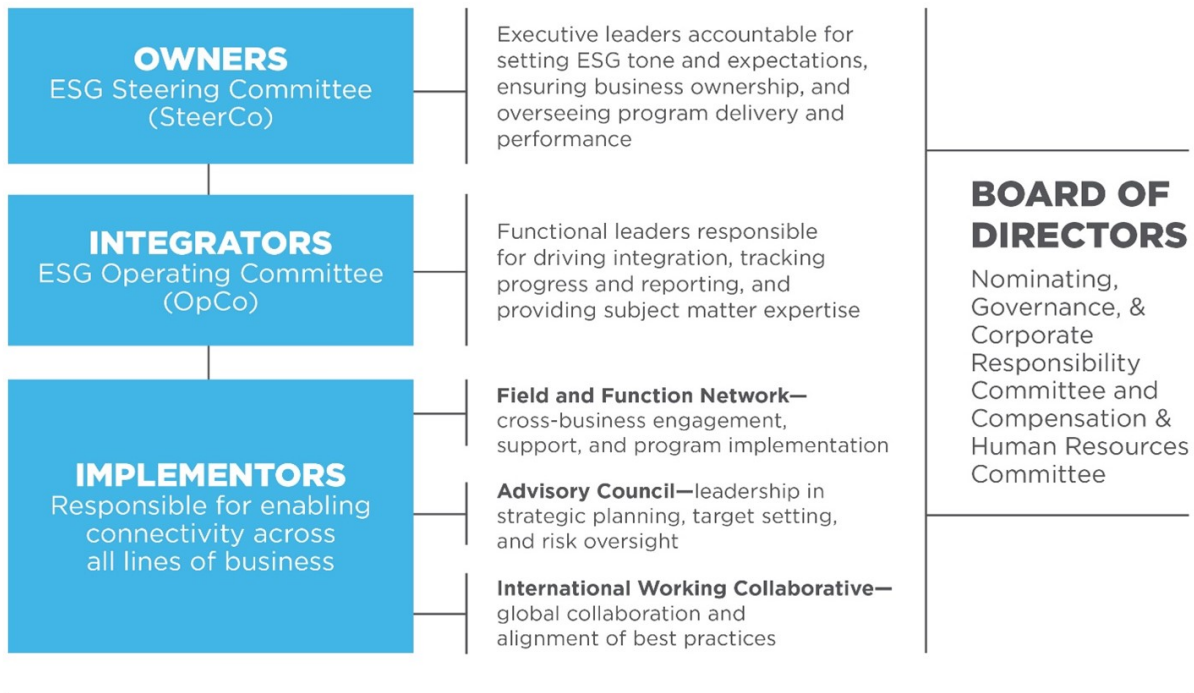 OWNERS
ESG Steering Committee
(SteerCo)
Executive leaders accountable for
setting ESG tone and expectations,
ensuring business ownership, and
overseeing program delivery and
performance
INTEGRATORS
ESG Operating Committee
(OpCo)
Functional leaders responsible
for driving integration, tracking
progress and reporting, and
providing subject matter expertise
IMPLEMENTORS
Responsible for enabling
connectivity across
all lines of business
Field and Function Network—
cross-business engagement,
support, and program implementation
Advisory Council—leadership in
strategic planning, target setting,
and risk oversight
International Working Collaborative—
global collaboration and
alignment of best practices
BOARD OF
DIRECTORS
Nominating,
Governance, &
Corporate
Responsibility
Committee and
Compensation &
Human Resources
Committee